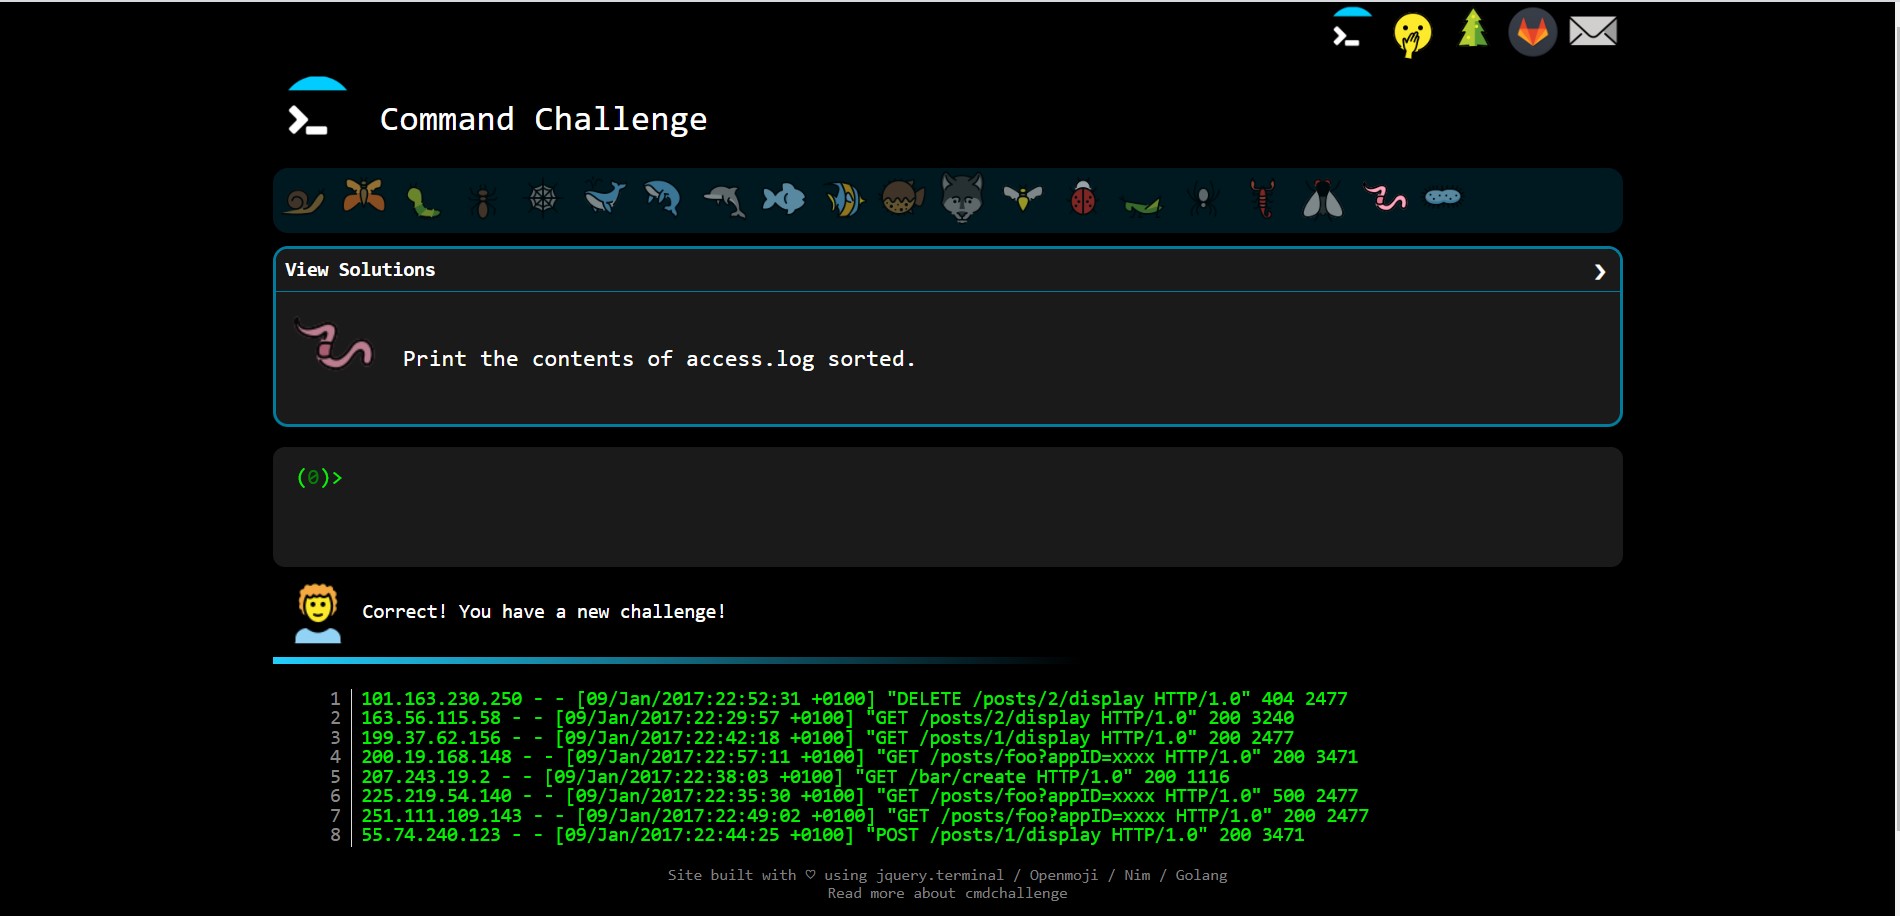 Command Challenge
View Solutions
Print the contents of access.log sorted.
(0)>
Correct! You have a new challenge!
1 101.163.230.250 - - [09/Jan/2017:22:52:31 +0100] "DELETE /posts/2/display HTTP/1.0" 404 2477
2 163.56.115.58 - - [09/Jan/2017:22:29:57 +0100] "GET /posts/2/display HTTP/1.0" 200 3240
3 199.37.62.156 - - [09/Jan/2017:22:42:18 +0100] "GET /posts/1/display HTTP/1.0" 200 2477
4 200.19.168.148 - - [09/Jan/2017:22:57:11 +0100] "GET /posts/foo?appID=xxxx HTTP/1.0" 200 3471
5 207.243.19.2 - - [09/Jan/2017:22:38:03 +0100] "GET /bar/create HTTP/1.0" 200 1116
6 225.219.54.140 - - [09/Jan/2017:22:35:30 +0100] "GET /posts/foo?appID=xxxx HTTP/1.0" 500 2477
7 251.111.109.143 - - [09/Jan/2017:22:49:02 +0100] "GET /posts/foo?appID=xxxx HTTP/1.0" 200 2477
8 55.74.240.123 - - [09/Jan/2017:22:44:25 +0100] "POST /posts/1/display HTTP/1.0" 200 3471
Site built with ♡ using jquery.terminal / Openmoji / Nim / Golang
Read more about cmdchallenge